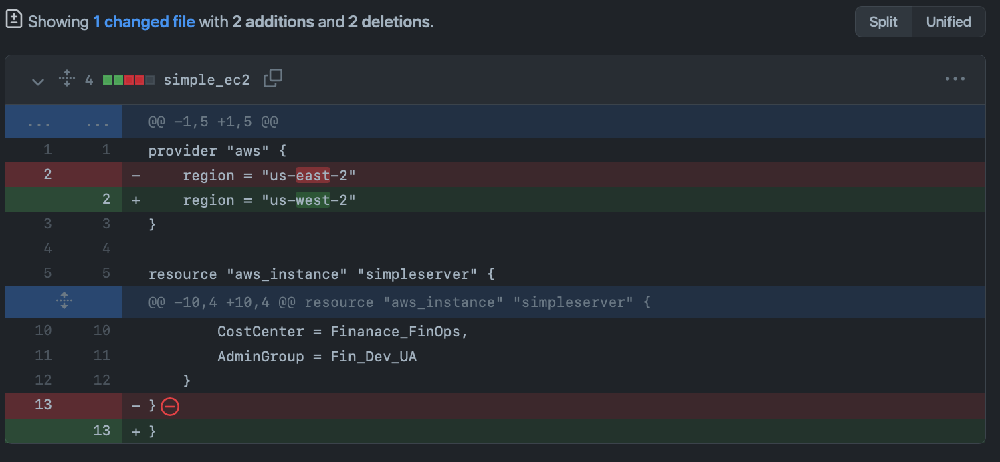 Showing 1 changed file with 2 additions and 2 deletions.
Split Unified
4 simple_ec2
... ... @@ -1,5 +1,5 @@
1 1 provider "aws" {
2 - region = "us-east-2"
2 + region = "us-west-2"
3 3 }
4 4
5 5 resource "aws_instance" "simpleserver" {
@@ -10,4 +10,4 @@ resource "aws_instance" "simpleserver" {
10 10 CostCenter = Finanace_FinOps,
11 11 AdminGroup = Fin_Dev_UA
12 12 }
13 - }
13 + }